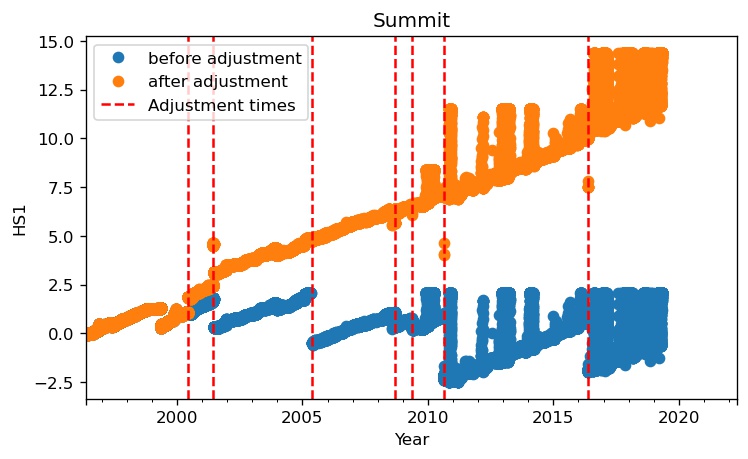 Summit
before adjustment
after adjustment
Adjustment times
15.0
12.5
10.0
7.5
5.0
2.5
0.0
−2.5
HS1
2000
2005
2010
2015
2020
Year